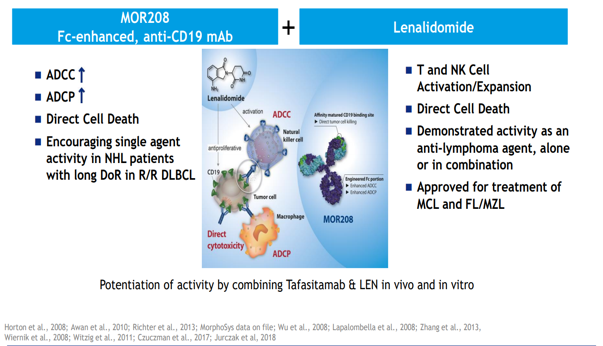 MOR208
Fc-enhanced, anti-CD19 mAb
+
Lenalidomide
ADCC ↑
ADCP ↑
Direct Cell Death
Encouraging single agent
activity in NHL patients
with long DoR in R/R DLBCL
Lenalidomide
activation
ADCC
Natural
killer cell
antiproliferative
CD19
Tumor cell
Macrophage
Direct
cytotoxicity
ADCP
Affinity matured CD19 binding site
Direct tumor cell killing
Engineered Fc portion
Enhanced ADCC
Enhanced ADCP
MOR208
T and NK Cell
Activation/Expansion
Direct Cell Death
Demonstrated activity as an
anti-lymphoma agent, alone
or in combination
Approved for treatment of
MCL and FL/MZL
Potentiation of activity by combining Tafasitamab & LEN in vivo and in vitro
Horton et al., 2008; Awan et al., 2010; Richter et al., 2013; MorphoSys data on file; Wu et al., 2008; Lapalombella et al., 2008; Zhang et al., 2013,
Wiernik et al., 2008; Witzig et al., 2011; Czuczman et al., 2017; Jurczak et al, 2018